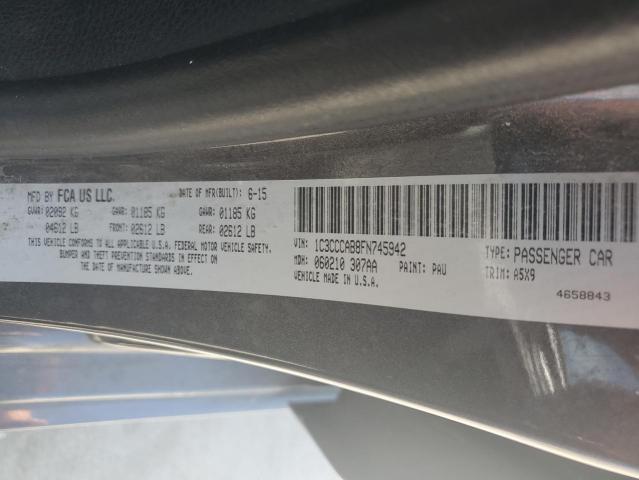 MFD BY FCA US LLC. DATE OF MFR(BUILT): 6-15
GVWR: 02092 KG GAWR: 01185 KG GAWR: 01185 KG
04612 LB FRONT: 02612 LB REAR: 02612 LB
THIS VEHICLE CONFORMS TO ALL APPLICABLE FEDERAL MOTOR VEHICLE SAFETY,
BUMPER AND THEFT PREVENTION STANDARDS IN EFFECT ON
THE DATE OF MANUFACTURE SHOWN ABOVE.
VIN: 1C3CCCAB8FN745942 TYPE: PASSENGER CAR
MDH: 060210 307AA PAINT: PAU TRIM: A5X9
VEHICLE MADE IN U.S.A. 4658843